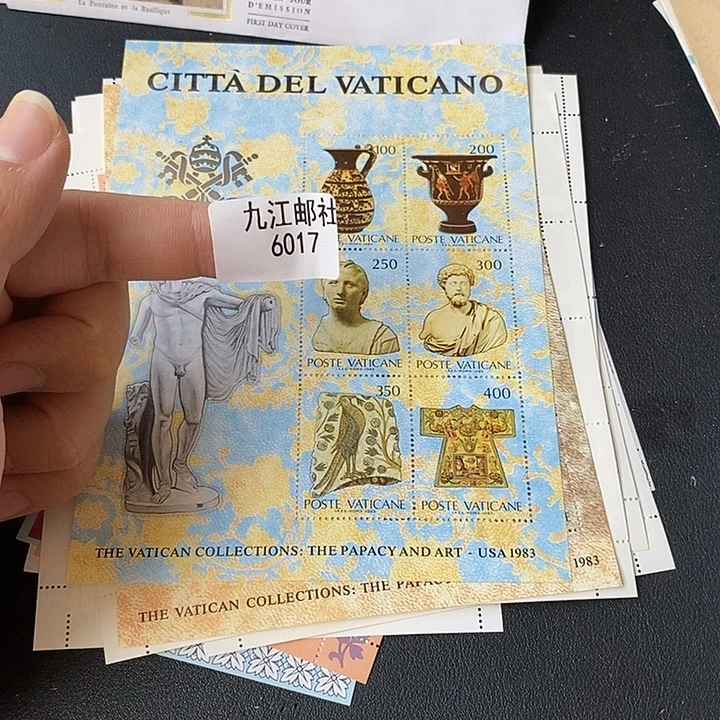 La Fontaine et la Basilique
D'EMISSION
FIRST DAY COVER
CITTÀ DEL VATICANO
100
200
九江邮社
6017
VATICANE
POSTE VATICANE
250
300
POSTE VATICANE
POSTE VATICANE
350
400
POSTE VATICANE
POSTE VATICANE
THE VATICAN COLLECTIONS: THE PAPACY AND ART - USA 1983
1983
THE VATICAN COLLECTIONS: THE